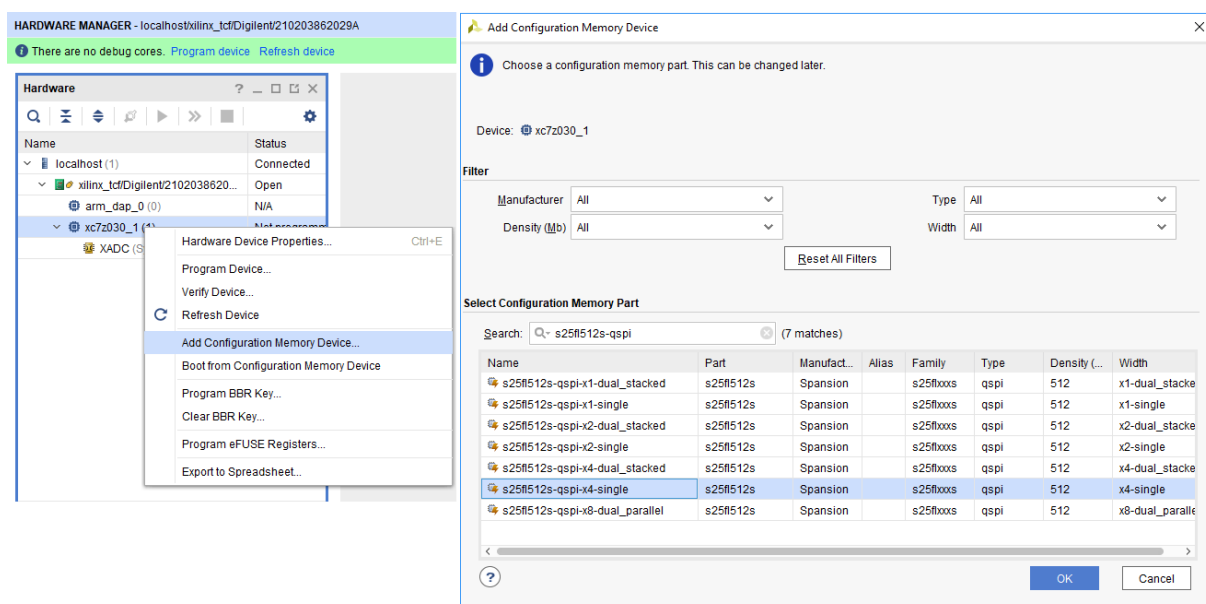 HARDWARE MANAGER - localhost/xilinx_tcf/Digilent/210203862029A
There are no debug cores. Program device Refresh device
Hardware ? _
Name Status
localhost (1) Connected
xilinx_tcf/Digilent/2102038620... Open
arm_dap_0 (0) N/A
xc7z030_1 (1)
XADC (S
Hardware Device Properties... Ctrl+E
Program Device...
Verify Device...
Refresh Device
Add Configuration Memory Device...
Boot from Configuration Memory Device
Program BBR Key...
Clear BBR Key...
Program eFUSE Registers...
Export to Spreadsheet...
Add Configuration Memory Device
Choose a configuration memory part. This can be changed later.
Device: xc7z030_1
Filter
Manufacturer All Type All
Density (Mb) All Width All
Reset All Filters
Select Configuration Memory Part
Search: s25fl512s-qspi (7 matches)
Name Part Manufact... Alias Family Type Density (... Width
s25fl512s-qspi-x1-dual_stacked s25fl512s Spansion s25flxxxs qspi 512 x1-dual_stacke
s25fl512s-qspi-x1-single s25fl512s Spansion s25flxxxs qspi 512 x1-single
s25fl512s-qspi-x2-dual_stacked s25fl512s Spansion s25flxxxs qspi 512 x2-dual_stacke
s25fl512s-qspi-x2-single s25fl512s Spansion s25flxxxs qspi 512 x2-single
s25fl512s-qspi-x4-dual_stacked s25fl512s Spansion s25flxxxs qspi 512 x4-dual_stacke
s25fl512s-qspi-x4-single s25fl512s Spansion s25flxxxs qspi 512 x4-single
s25fl512s-qspi-x8-dual_parallel s25fl512s Spansion s25flxxxs qspi 512 x8-dual_paralle
? OK Cancel